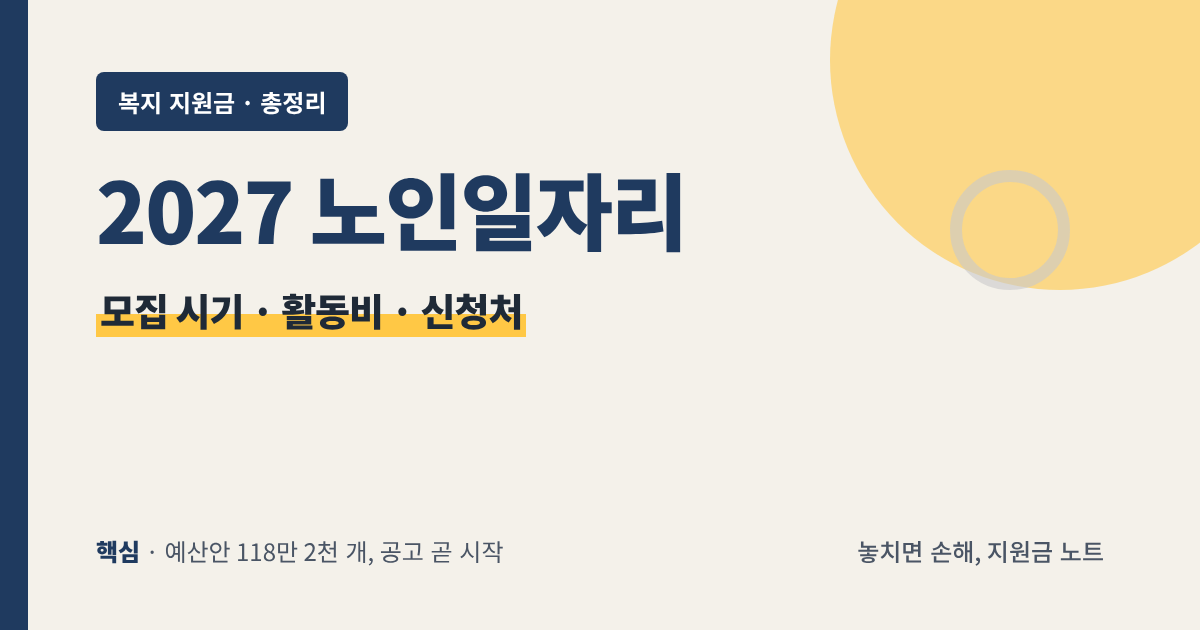 복지 지원금 · 총정리
2027 노인일자리
모집 시기 · 활동비 · 신청처
핵심 · 예산안 118만 2천 개, 공고 곧 시작
놓치면 손해, 지원금 노트